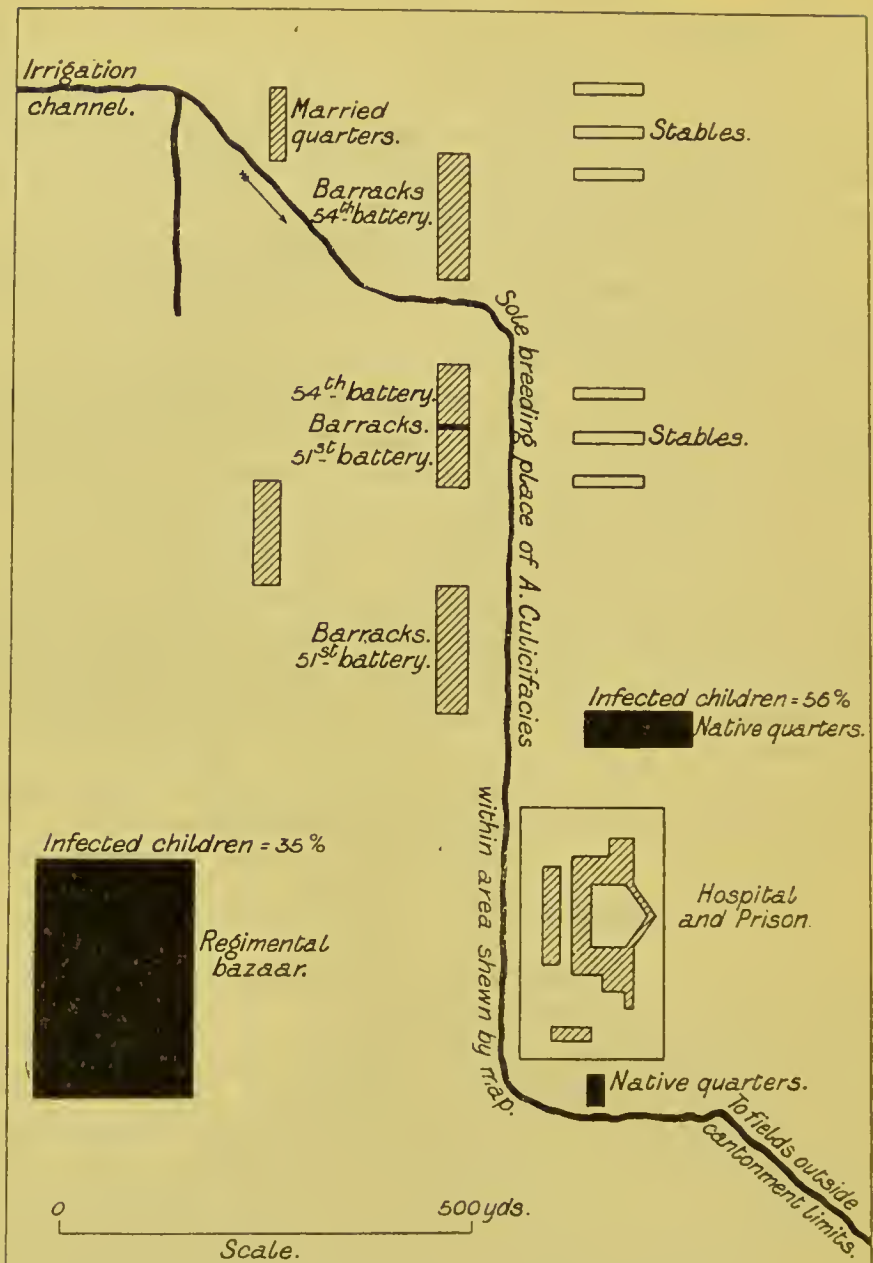 Irrigation
channel.
Married
quarters.
Stables.
Barracks
54th battery.
Sole breeding place of A. Culicifacies
within area shewn by map.
54th battery.
Barracks.
51st battery.
Stables.
Barracks.
51st battery.
Infected children = 56%
Native quarters.
Infected children = 35%
Regimental
bazaar.
Hospital
and Prison.
Native quarters.
To fields outside
cantonment limits.
0 500 yds.
Scale.